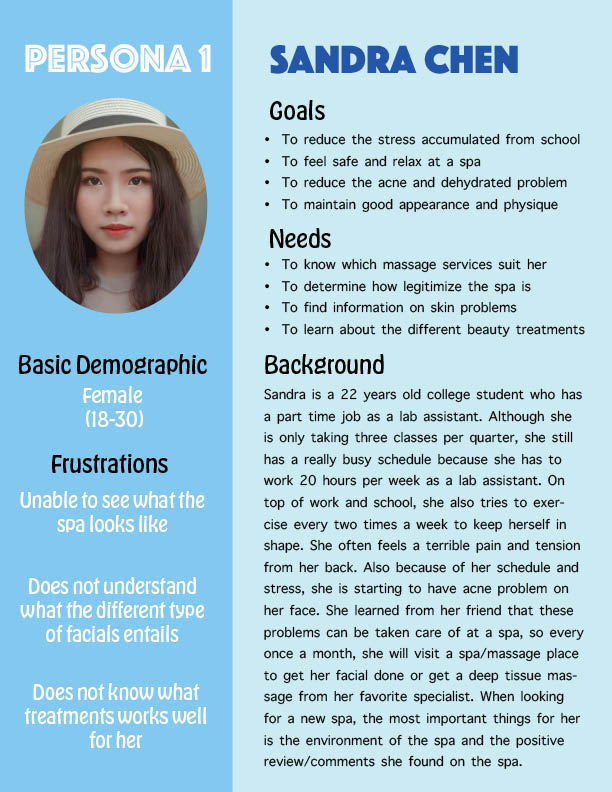 PERSONA 1
SANDRA CHEN
Goals
• To reduce the stress accumulated from school
• To feel safe and relax at a spa
• To reduce the acne and dehydrated problem
• To maintain good appearance and physique
Needs
• To know which massage services suit her
• To determine how legitimize the spa is
• To find information on skin problems
• To learn about the different beauty treatments
Basic Demographic
Female
(18-30)
Frustrations
Unable to see what the
spa looks like
Does not understand
what the different type
of facials entails
Does not know what
treatments works well
for her
Background
Sandra is a 22 years old college student who has
a part time job as a lab assistant. Although she
is only taking three classes per quarter, she still
has a really busy schedule because she has to
work 20 hours per week as a lab assistant. On
top of work and school, she also tries to exer-
cise every two times a week to keep herself in
shape. She often feels a terrible pain and tension
from her back. Also because of her schedule and
stress, she is starting to have acne problem on
her face. She learned from her friend that these
problems can be taken care of at a spa, so every
once a month, she will visit a spa/massage place
to get her facial done or get a deep tissue mas-
sage from her favorite specialist. When looking
for a new spa, the most important things for her
is the environment of the spa and the positive
review/comments she found on the spa.